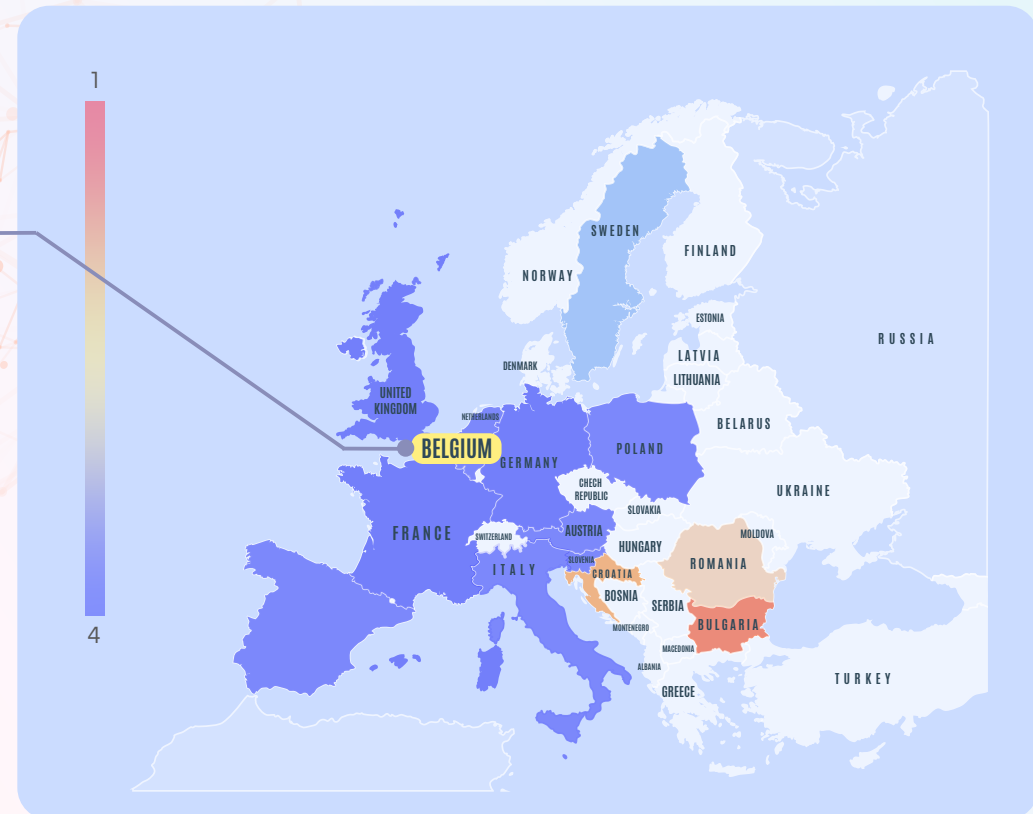 1
SWEDEN
FINLAND
NORWAY
ESTONIA
RUSSIA
LATVIA
DENMARK
LITHUANIA
UNITED
KINGDOM
NETHERLANDS
BELARUS
BELGIUM
GERMANY
POLAND
UKRAINE
CHECH
REPUBLIC
SLOVAKIA
FRANCE
SWITZERLAND
AUSTRIA
MOLDOVA
HUNGARY
ROMANIA
SLOVENIA
ITALY
CROATIA
BOSNIA
SERBIA
4
MONTENEGRO
BULGARIA
MACEDONIA
ALBANIA
TURKEY
GREECE